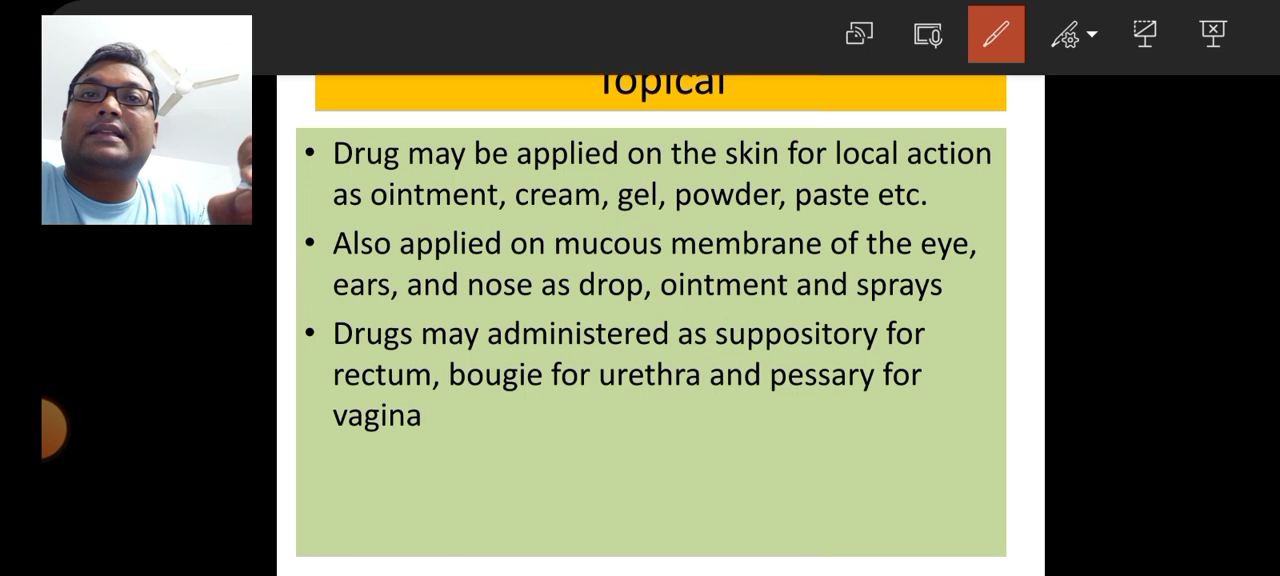 Topical
• Drug may be applied on the skin for local action
as ointment, cream, gel, powder, paste etc.
• Also applied on mucous membrane of the eye,
ears, and nose as drop, ointment and sprays
• Drugs may administered as suppository for
rectum, bougie for urethra and pessary for
vagina